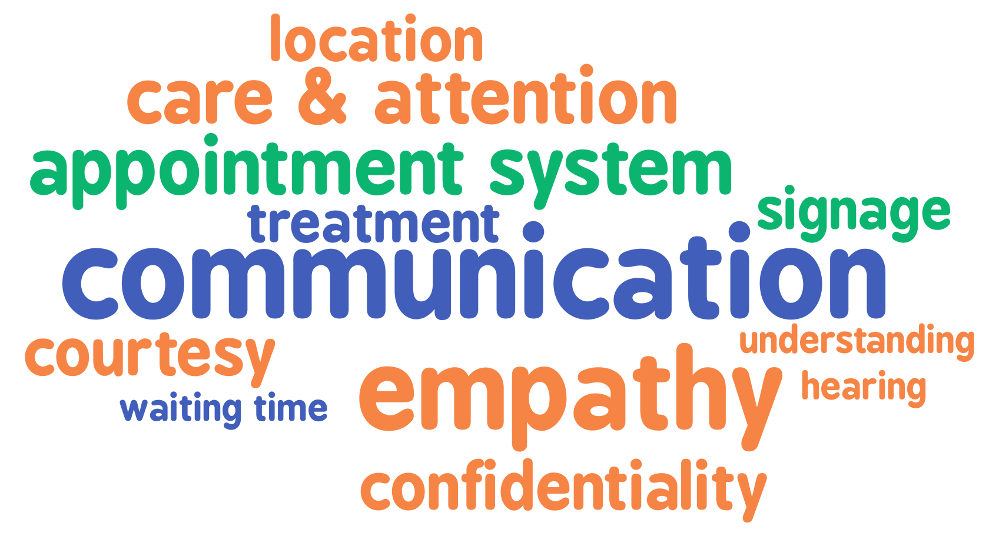 location
care & attention
appointment system
signage
treatment
communication
understanding
courtesy
empathy
hearing
waiting time
confidentiality